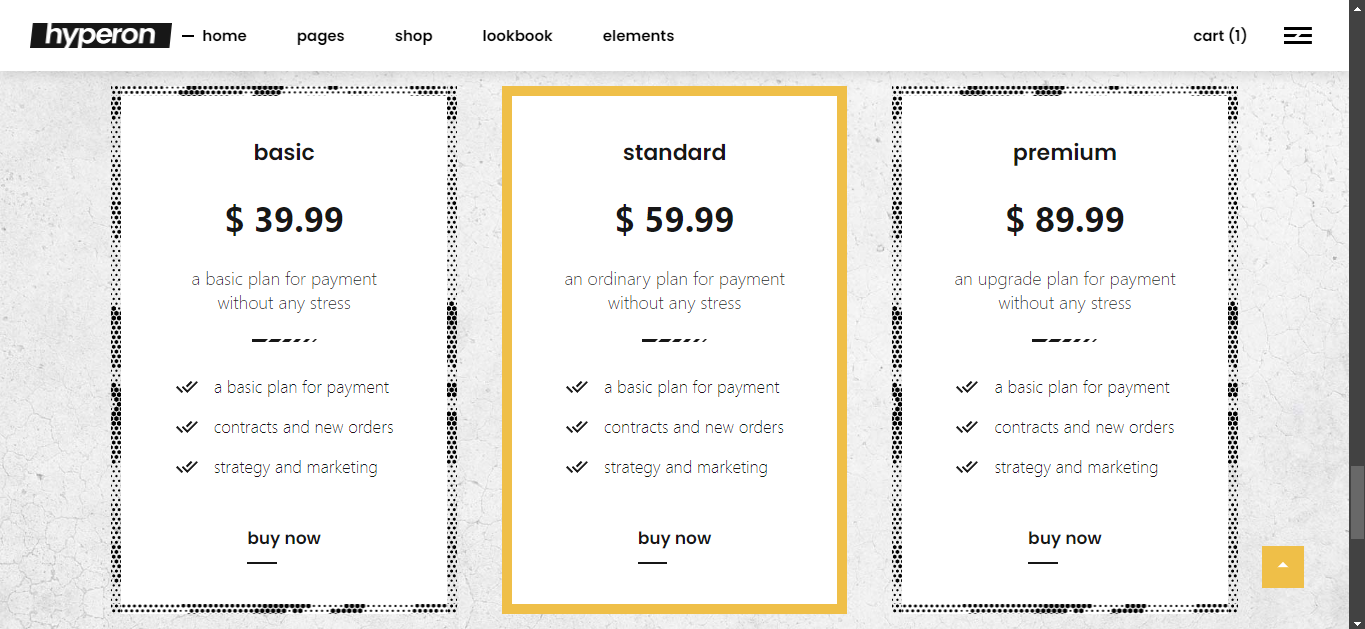 hyperon home pages shop lookbook elements cart (1)
basic
$ 39.99
a basic plan for payment
without any stress
a basic plan for payment
contracts and new orders
strategy and marketing
buy now
standard
$ 59.99
an ordinary plan for payment
without any stress
a basic plan for payment
contracts and new orders
strategy and marketing
buy now
premium
$ 89.99
an upgrade plan for payment
without any stress
a basic plan for payment
contracts and new orders
strategy and marketing
buy now